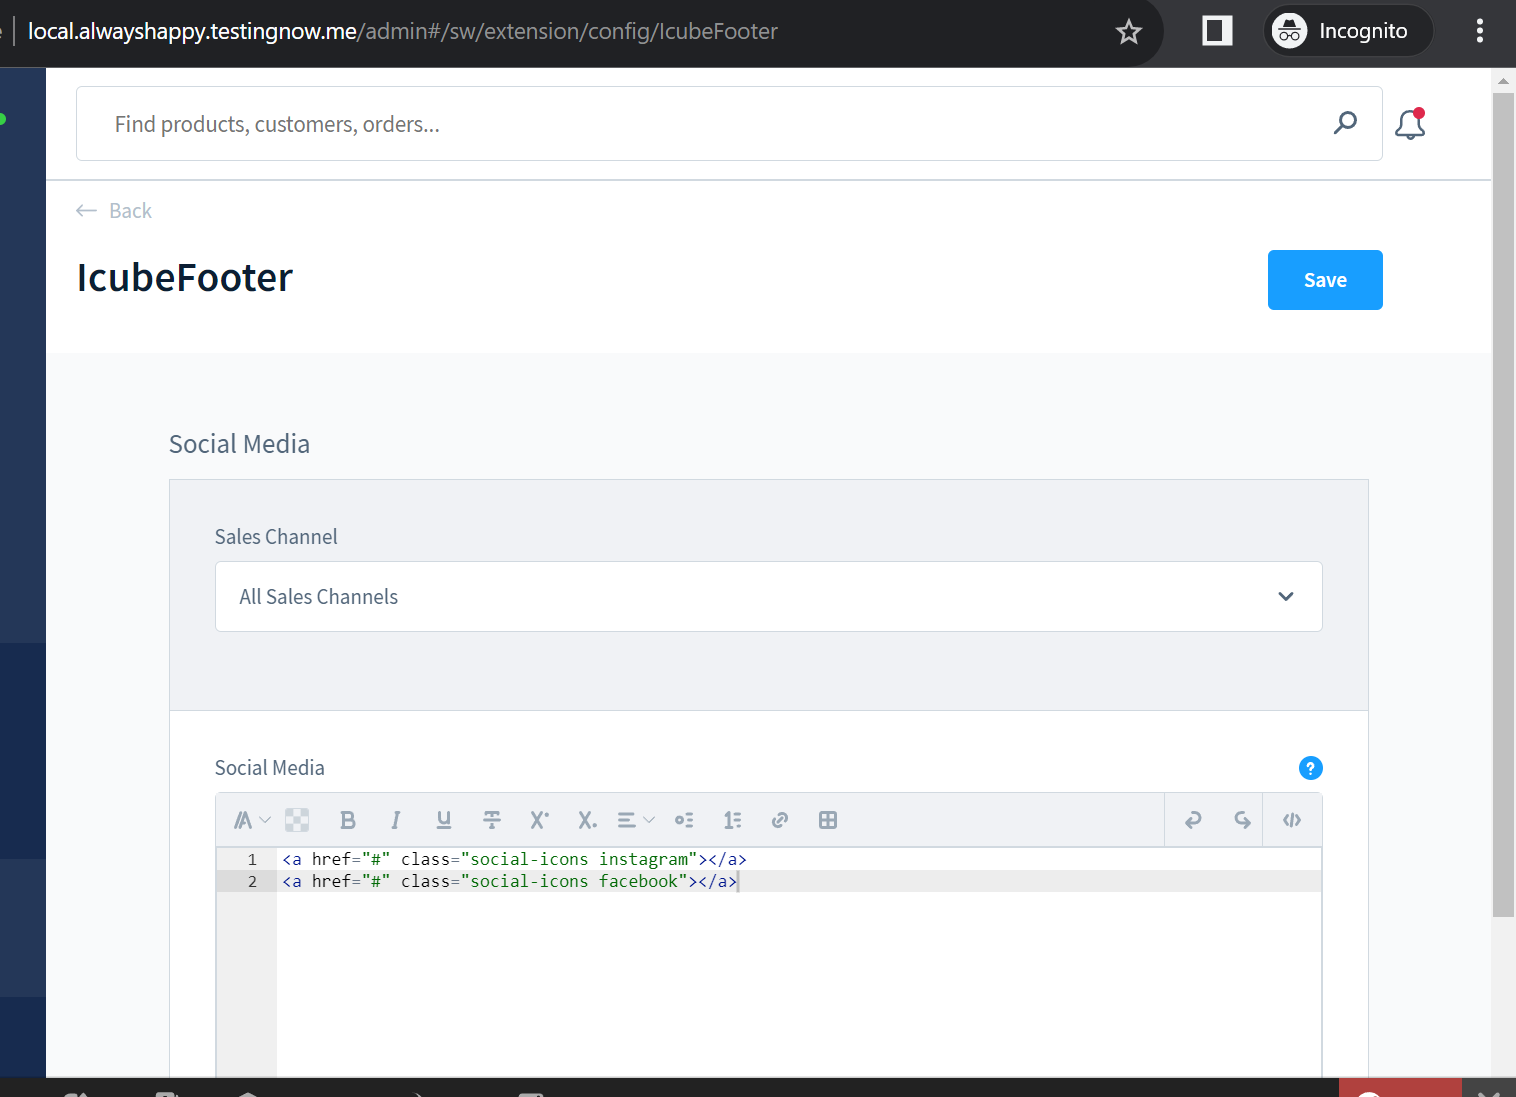 local.alwayshappy.testingnow.me/admin#/sw/extension/config/IcubeFooter
Incognito
Find products, customers, orders...
Back
IcubeFooter
Save
Social Media
Sales Channel
All Sales Channels
Social Media
?
1 <a href="#" class="social-icons instagram"></a>
2 <a href="#" class="social-icons facebook"></a>